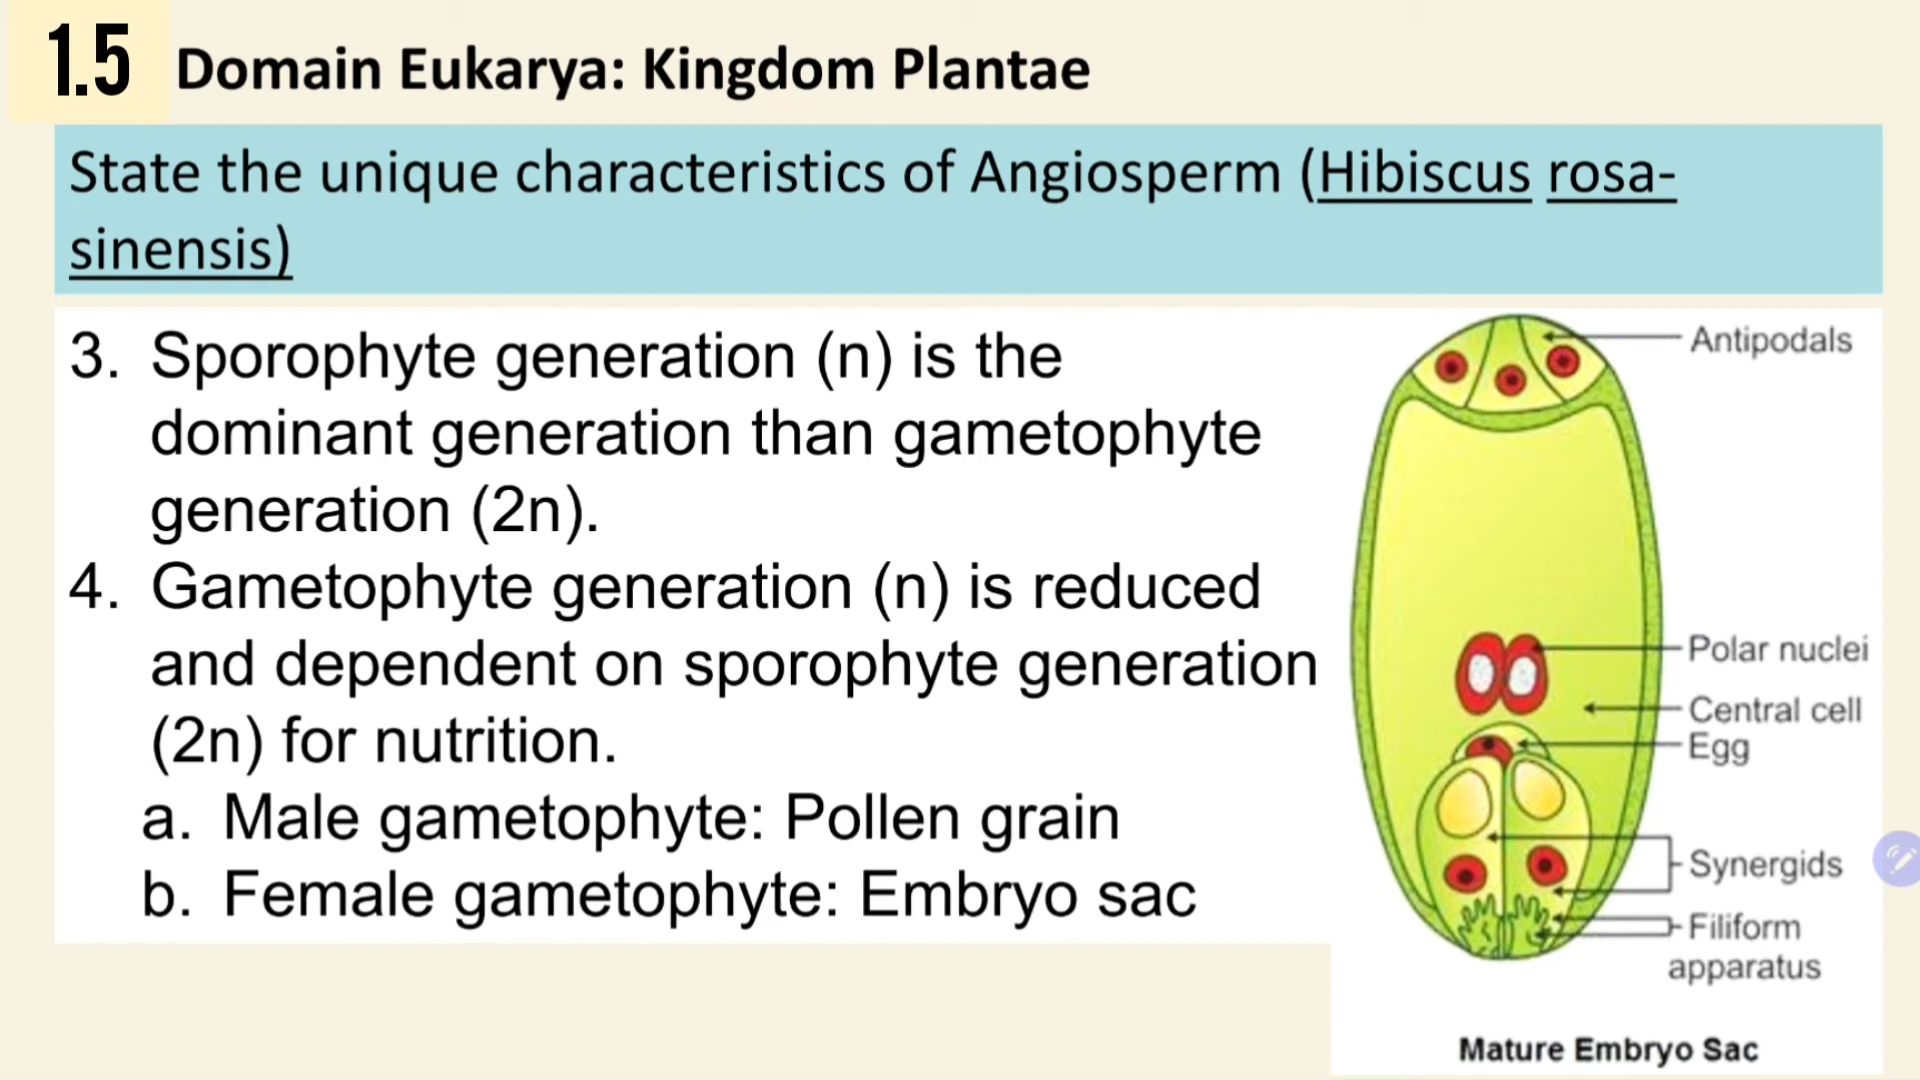 1.5 Domain Eukarya: Kingdom Plantae
State the unique characteristics of Angiosperm (Hibiscus rosa-
sinensis)
3. Sporophyte generation (n) is the
dominant generation than gametophyte
generation (2n).
4. Gametophyte generation (n) is reduced
and dependent on sporophyte generation
(2n) for nutrition.
a. Male gametophyte: Pollen grain
b. Female gametophyte: Embryo sac
Antipodals
Polar nuclei
Central cell
Egg
Synergids
Filiform
apparatus
Mature Embryo Sac